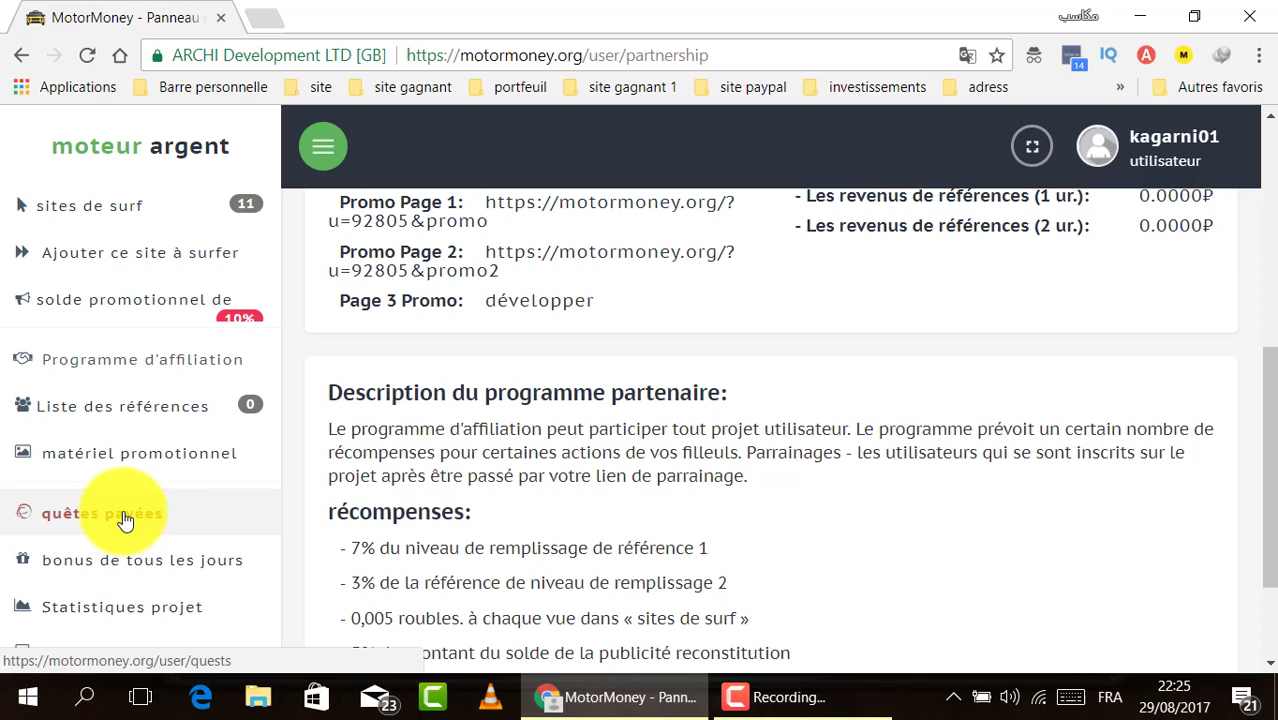 MotorMoney - Panneau
مكاسب
ARCHI Development LTD [GB] https://motormoney.org/user/partnership
14
IQ
A
M
Applications Barre personnelle site site gagnant portfeuil site gagnant 1 site paypal investissements adress » Autres favoris
moteur argent
kagarni01
utilisateur
sites de surf 11
Ajouter ce site à surfer
solde promotionnel de
10%
Programme d'affiliation
Liste des références 0
matériel promotionnel
quêtes payées
bonus de tous les jours
Statistiques projet
https://motormoney.org/user/quests
Promo Page 1: https://motormoney.org/?
u=92805&promo
Promo Page 2: https://motormoney.org/?
u=92805&promo2
Page 3 Promo: développer
- Les revenus de références (1 ur.): 0.0000₽
- Les revenus de références (2 ur.): 0.0000₽
Description du programme partenaire:
Le programme d'affiliation peut participer tout projet utilisateur. Le programme prévoit un certain nombre de
récompenses pour certaines actions de vos filleuls. Parrainages - les utilisateurs qui se sont inscrits sur le
projet après être passé par votre lien de parrainage.
récompenses:
- 7% du niveau de remplissage de référence 1
- 3% de la référence de niveau de remplissage 2
- 0,005 roubles. à chaque vue dans « sites de surf »
du solde de la publicité reconstitution
23
MotorMoney - Pann...
Recording...
FRA
22:25
29/08/2017
21